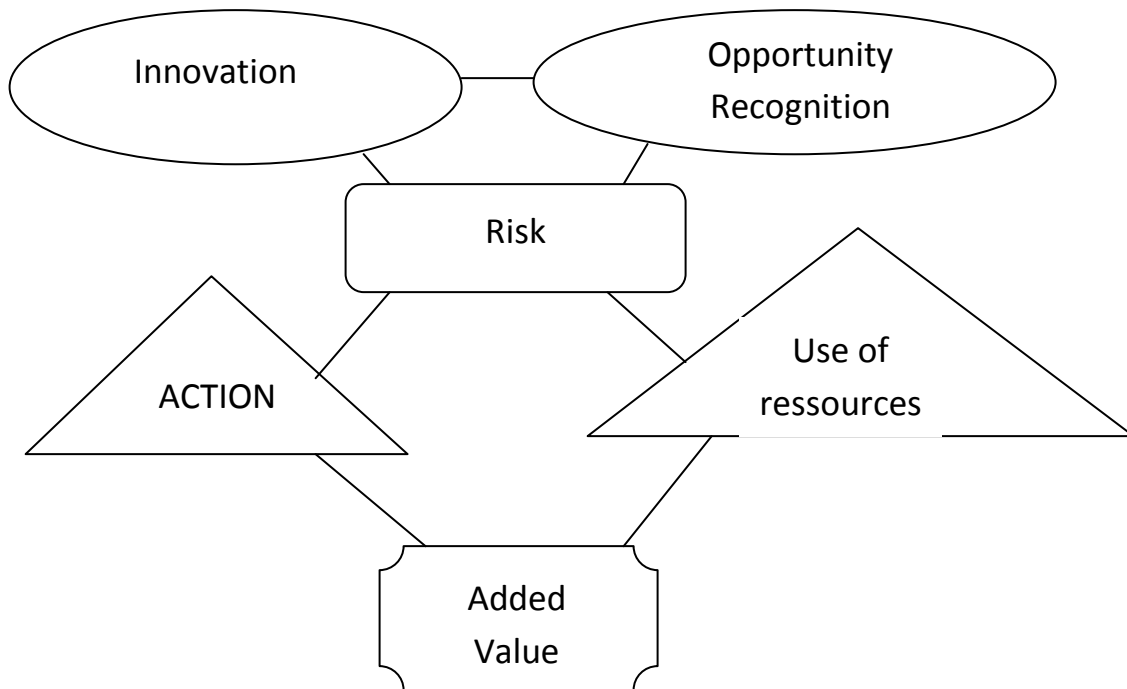 Innovation
Opportunity
Recognition
Risk
ACTION
Use of
ressources
Added
Value